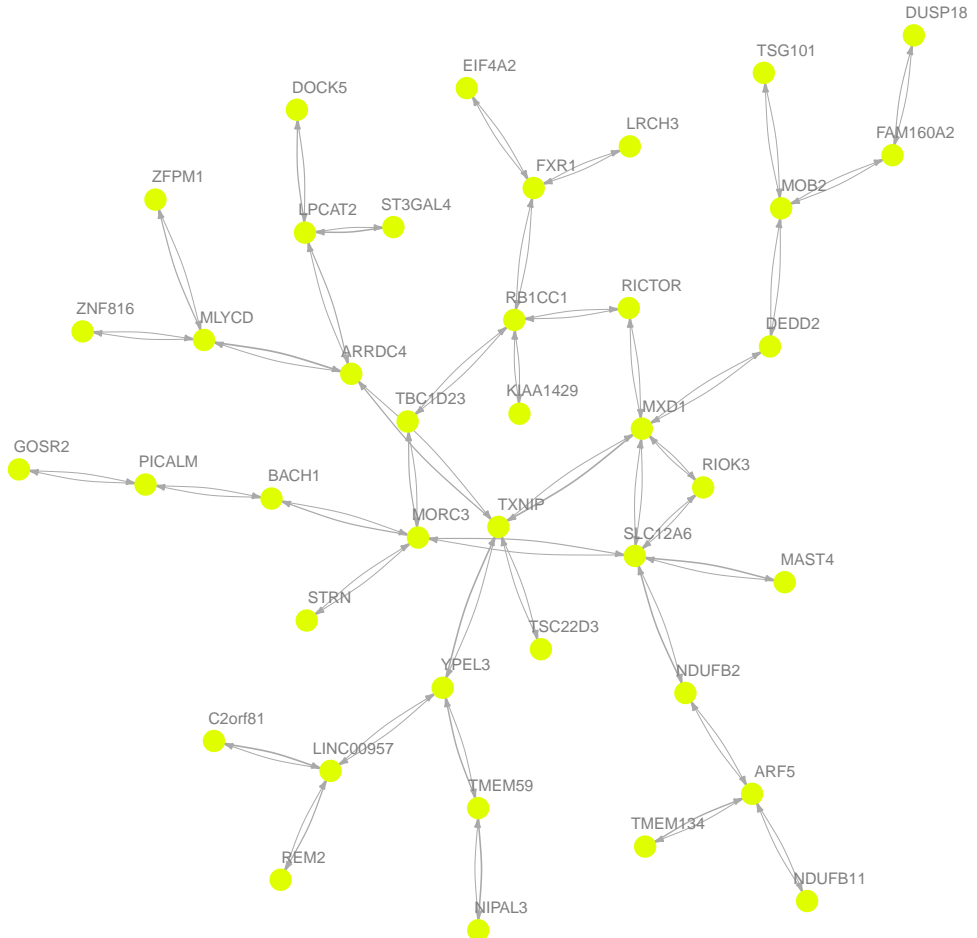 DUSP18
TSG101
EIF4A2
DOCK5
LRCH3
FAM160A2
FXR1
ZFPM1
MOB2
LPCAT2
ST3GAL4
RICTOR
RB1CC1
ZNF816
MLYCD
DEDD2
ARRDC4
KIAA1429
TBC1D23
MXD1
GOSR2
PICALM
RIOK3
BACH1
TXNIP
MORC3
SLC12A6
MAST4
STRN
TSC22D3
YPEL3
NDUFB2
C2orf81
LINC00957
ARF5
TMEM59
TMEM134
REM2
NDUFB11
NIPAL3